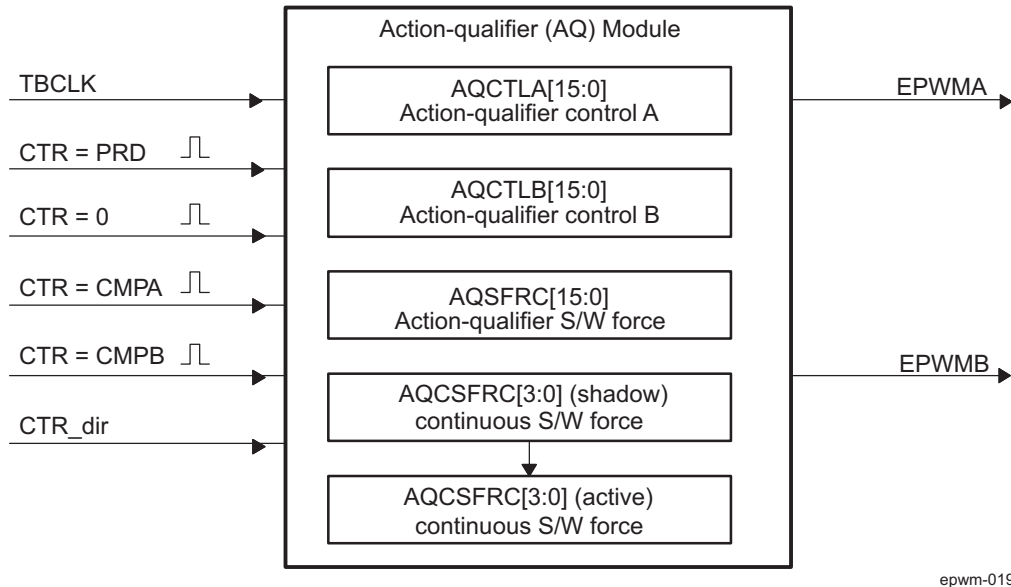 Action-qualifier (AQ) Module
TBCLK
CTR = PRD
CTR = 0
CTR = CMPA
CTR = CMPB
CTR_dir
AQCTLA[15:0]
Action-qualifier control A
AQCTLB[15:0]
Action-qualifier control B
AQSFRC[15:0]
Action-qualifier S/W force
AQCSFRC[3:0] (shadow)
continuous S/W force
AQCSFRC[3:0] (active)
continuous S/W force
EPWMA
EPWMB
epwm-019